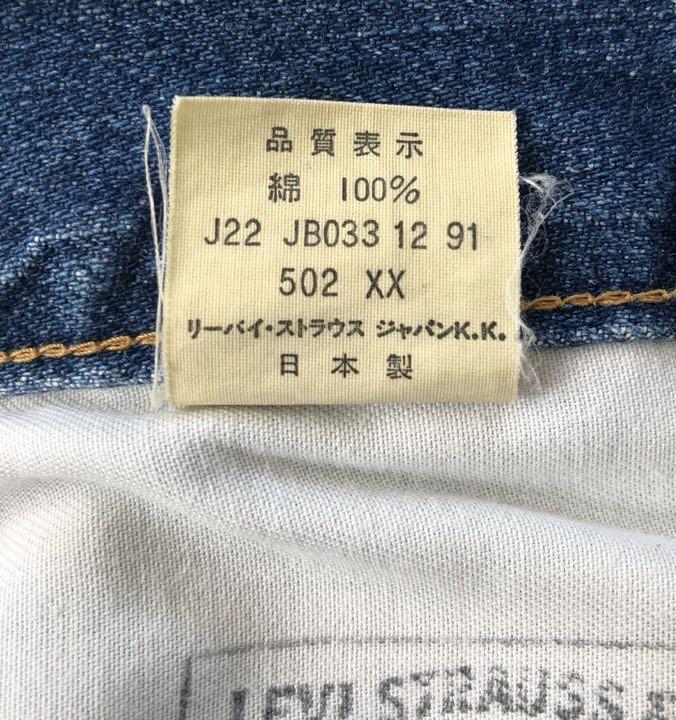 品質表示
綿 100%
J22 JB033 12 91
502 XX
リーバイ・ストラウス ジャパンK.K.
日本製
LEVI STRAUSS